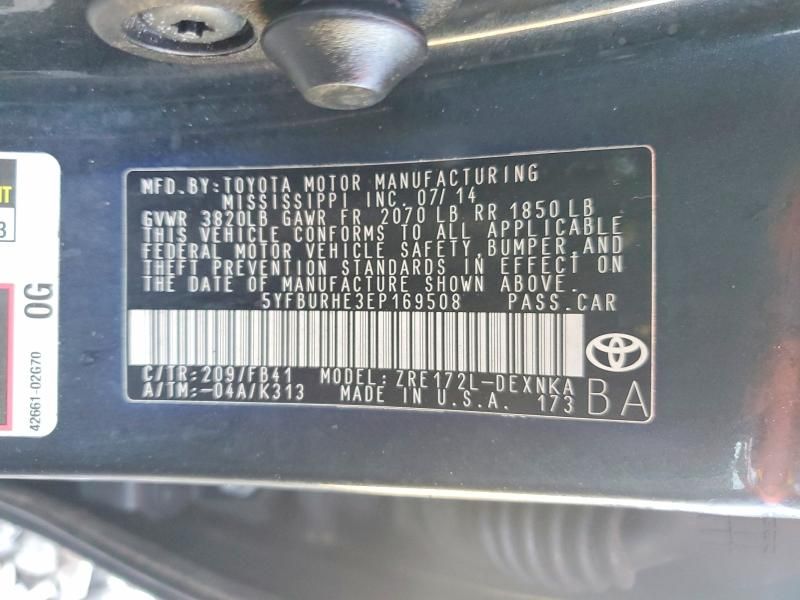 MFD.BY:TOYOTA MOTOR MANUFACTURING
MISSISSIPPI INC. 07/14
GVWR 3820LB GAWR FR 2070 LB RR 1850 LB
THIS VEHICLE CONFORMS TO ALL APPLICABLE
FEDERAL MOTOR VEHICLE SAFETY, BUMPER, AND
THEFT PREVENTION STANDARDS IN EFFECT ON
THE DATE OF MANUFACTURE SHOWN ABOVE.
5YFBURHE3EP169508 PASS.CAR
C/TR:209/FB41 MODEL:ZRE172L-DEXNKA
A/TM:-04A/K313 MADE IN U.S.A. 173
BA
0G
42661-02G70
3